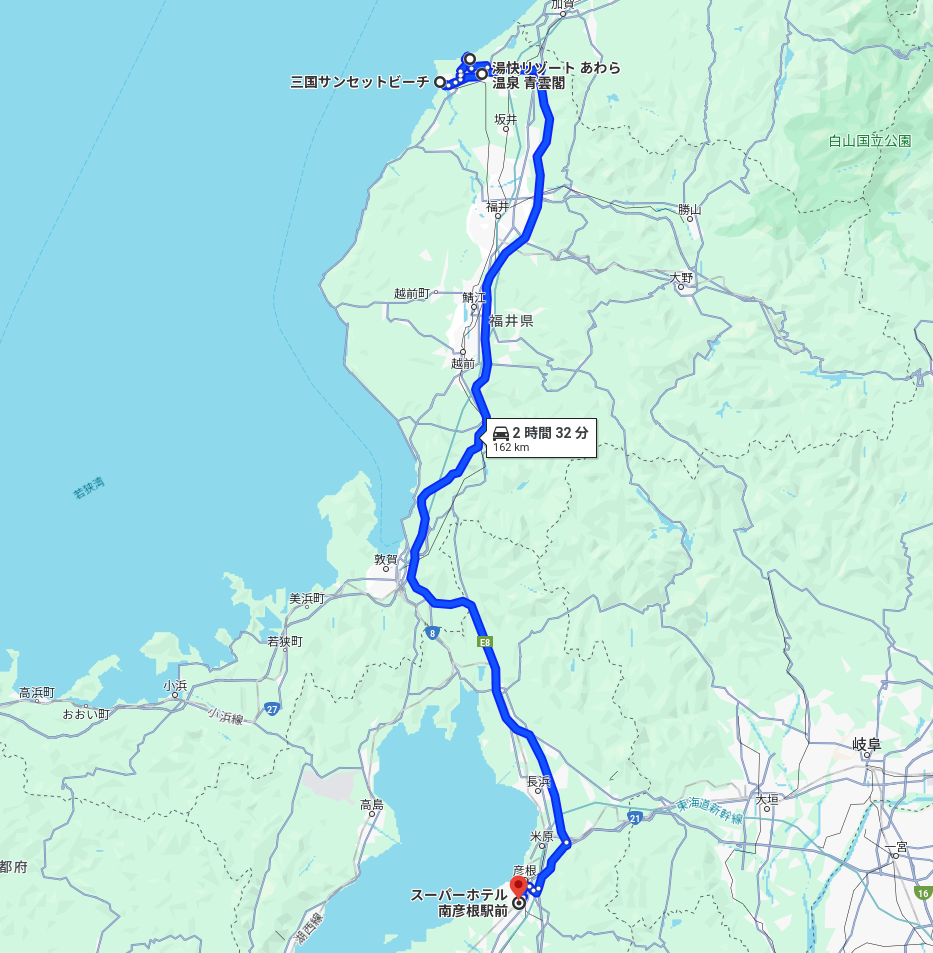 加賀
三国サンセットビーチ
湯快リゾート あわら
温泉 青雲閣
坂井
白山国立公園
福井
勝山
大野
越前町
鯖江
福井県
越前
2 時間 32 分
162 km
若狭湾
敦賀
美浜町
8
E8
若狭町
小浜
高浜町
おおい町
小浜線
27
岐阜
長浜
大垣
東海道新幹線
高島
21
米原
一宮
彦根
都府
スーパーホテル
南彦根駅前
16
湖西線